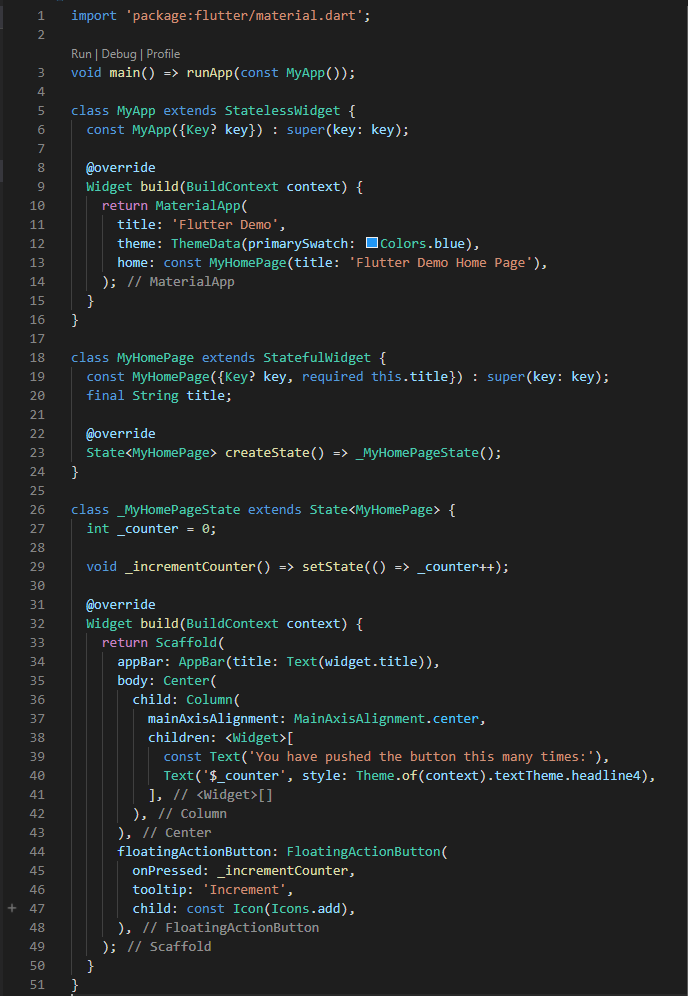 1 import 'package:flutter/material.dart';
2
Run | Debug | Profile
3 void main() => runApp(const MyApp());
4
5 class MyApp extends StatelessWidget {
6   const MyApp({Key? key}) : super(key: key);
7
8   @override
9   Widget build(BuildContext context) {
10     return MaterialApp(
11       title: 'Flutter Demo',
12       theme: ThemeData(primarySwatch: Colors.blue),
13       home: const MyHomePage(title: 'Flutter Demo Home Page'),
14     ); // MaterialApp
15   }
16 }
17
18 class MyHomePage extends StatefulWidget {
19   const MyHomePage({Key? key, required this.title}) : super(key: key);
20   final String title;
21
22   @override
23   State<MyHomePage> createState() => _MyHomePageState();
24 }
25
26 class _MyHomePageState extends State<MyHomePage> {
27   int _counter = 0;
28
29   void _incrementCounter() => setState(() => _counter++);
30
31   @override
32   Widget build(BuildContext context) {
33     return Scaffold(
34       appBar: AppBar(title: Text(widget.title)),
35       body: Center(
36         child: Column(
37           mainAxisAlignment: MainAxisAlignment.center,
38           children: <Widget>[
39             const Text('You have pushed the button this many times:'),
40             Text('$_counter', style: Theme.of(context).textTheme.headline4),
41           ], // <Widget>[]
42         ), // Column
43       ), // Center
44       floatingActionButton: FloatingActionButton(
45         onPressed: _incrementCounter,
46         tooltip: 'Increment',
+ 47         child: const Icon(Icons.add),
48       ), // FloatingActionButton
49     ); // Scaffold
50   }
51 }